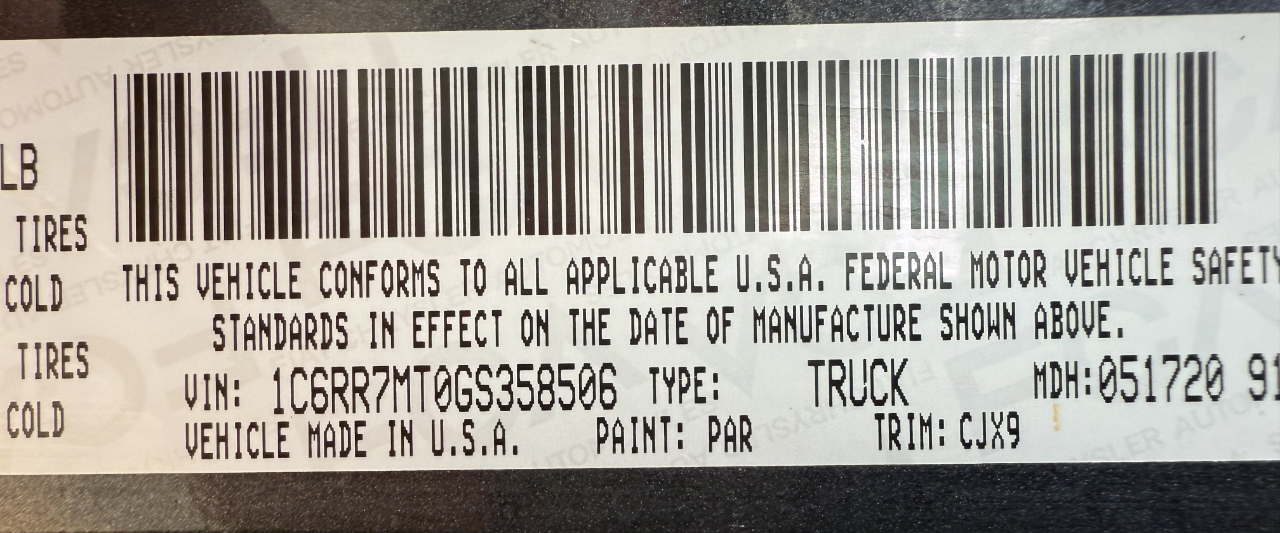 LB
TIRES
COLD
TIRES
COLD
THIS VEHICLE CONFORMS TO ALL APPLICABLE U.S.A. FEDERAL MOTOR VEHICLE SAFETY
STANDARDS IN EFFECT ON THE DATE OF MANUFACTURE SHOWN ABOVE.
VIN: 1C6RR7MT0GS358506 TYPE: TRUCK MDH:051720 91
VEHICLE MADE IN U.S.A. PAINT: PAR TRIM: CJX9